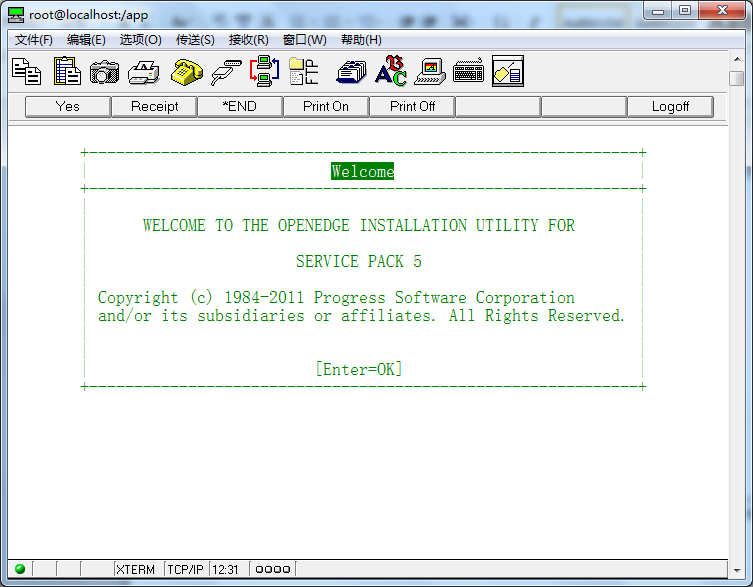 root@localhost:/app
文件(F) 编辑(E) 选项(O) 传送(S) 接收(R) 窗口(W) 帮助(H)
Yes Receipt *END Print On Print Off Logoff
Welcome
WELCOME TO THE OPENEDGE INSTALLATION UTILITY FOR
SERVICE PACK 5
Copyright (c) 1984-2011 Progress Software Corporation
and/or its subsidiaries or affiliates. All Rights Reserved.
[Enter=OK]
XTERM TCP/IP 12:31